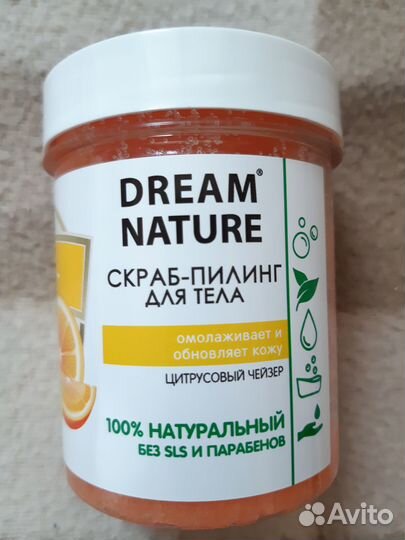 DREAM®
NATURE
СКРАБ-ПИЛИНГ
ДЛЯ ТЕЛА
омолаживает и
обновляет кожу
ЦИТРУСОВЫЙ ЧЕЙЗЕР
100% НАТУРАЛЬНЫЙ
БЕЗ SLS И ПАРАБЕНОВ
Avito